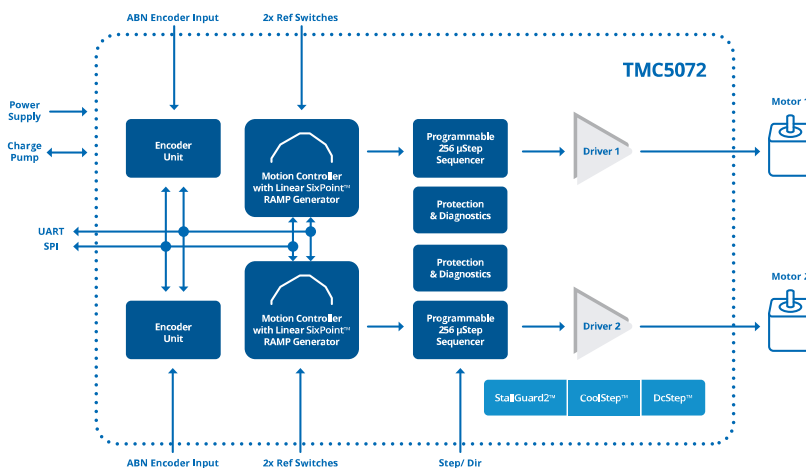 ABN Encoder Input
2x Ref Switches
TMC5072
Power
Supply
Charge
Pump
Encoder
Unit
Motion Controller
with Linear SixPoint™
RAMP Generator
Programmable
256 µStep
Sequencer
Driver 1
Motor 1
Protection
& Diagnostics
UART
SPI
Protection
& Diagnostics
Encoder
Unit
Motion Controller
with Linear SixPoint™
RAMP Generator
Programmable
256 µStep
Sequencer
Driver 2
Motor 2
StallGuard2™
CoolStep™
DcStep™
ABN Encoder Input
2x Ref Switches
Step/ Dir